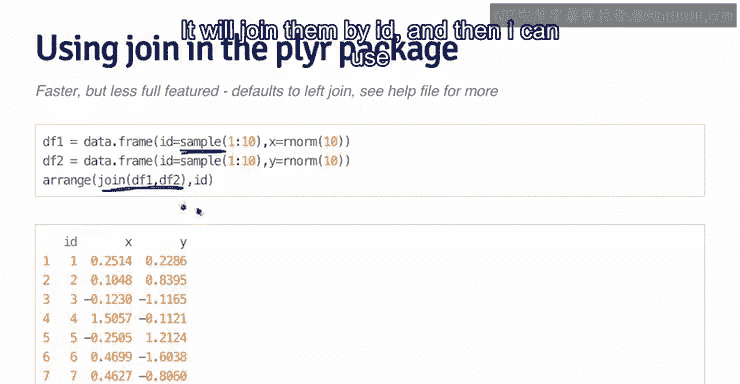 It will join them by id, and then I can
use
Using join in the plyr package
Faster, but less full featured - defaults to left join, see help file for more
df1 = data.frame(id=sample(1:10),x=rnorm(10))
df2 = data.frame(id=sample(1:10),y=rnorm(10))
arrange(join(df1,df2),id)
id x y
1 1 0.2514 0.2286
2 2 0.1048 0.8395
3 3 -0.1230 -1.1165
4 4 1.5057 -0.1121
5 5 -0.2505 1.2124
6 6 0.4699 -1.6038
7 7 0.4627 -0.8060